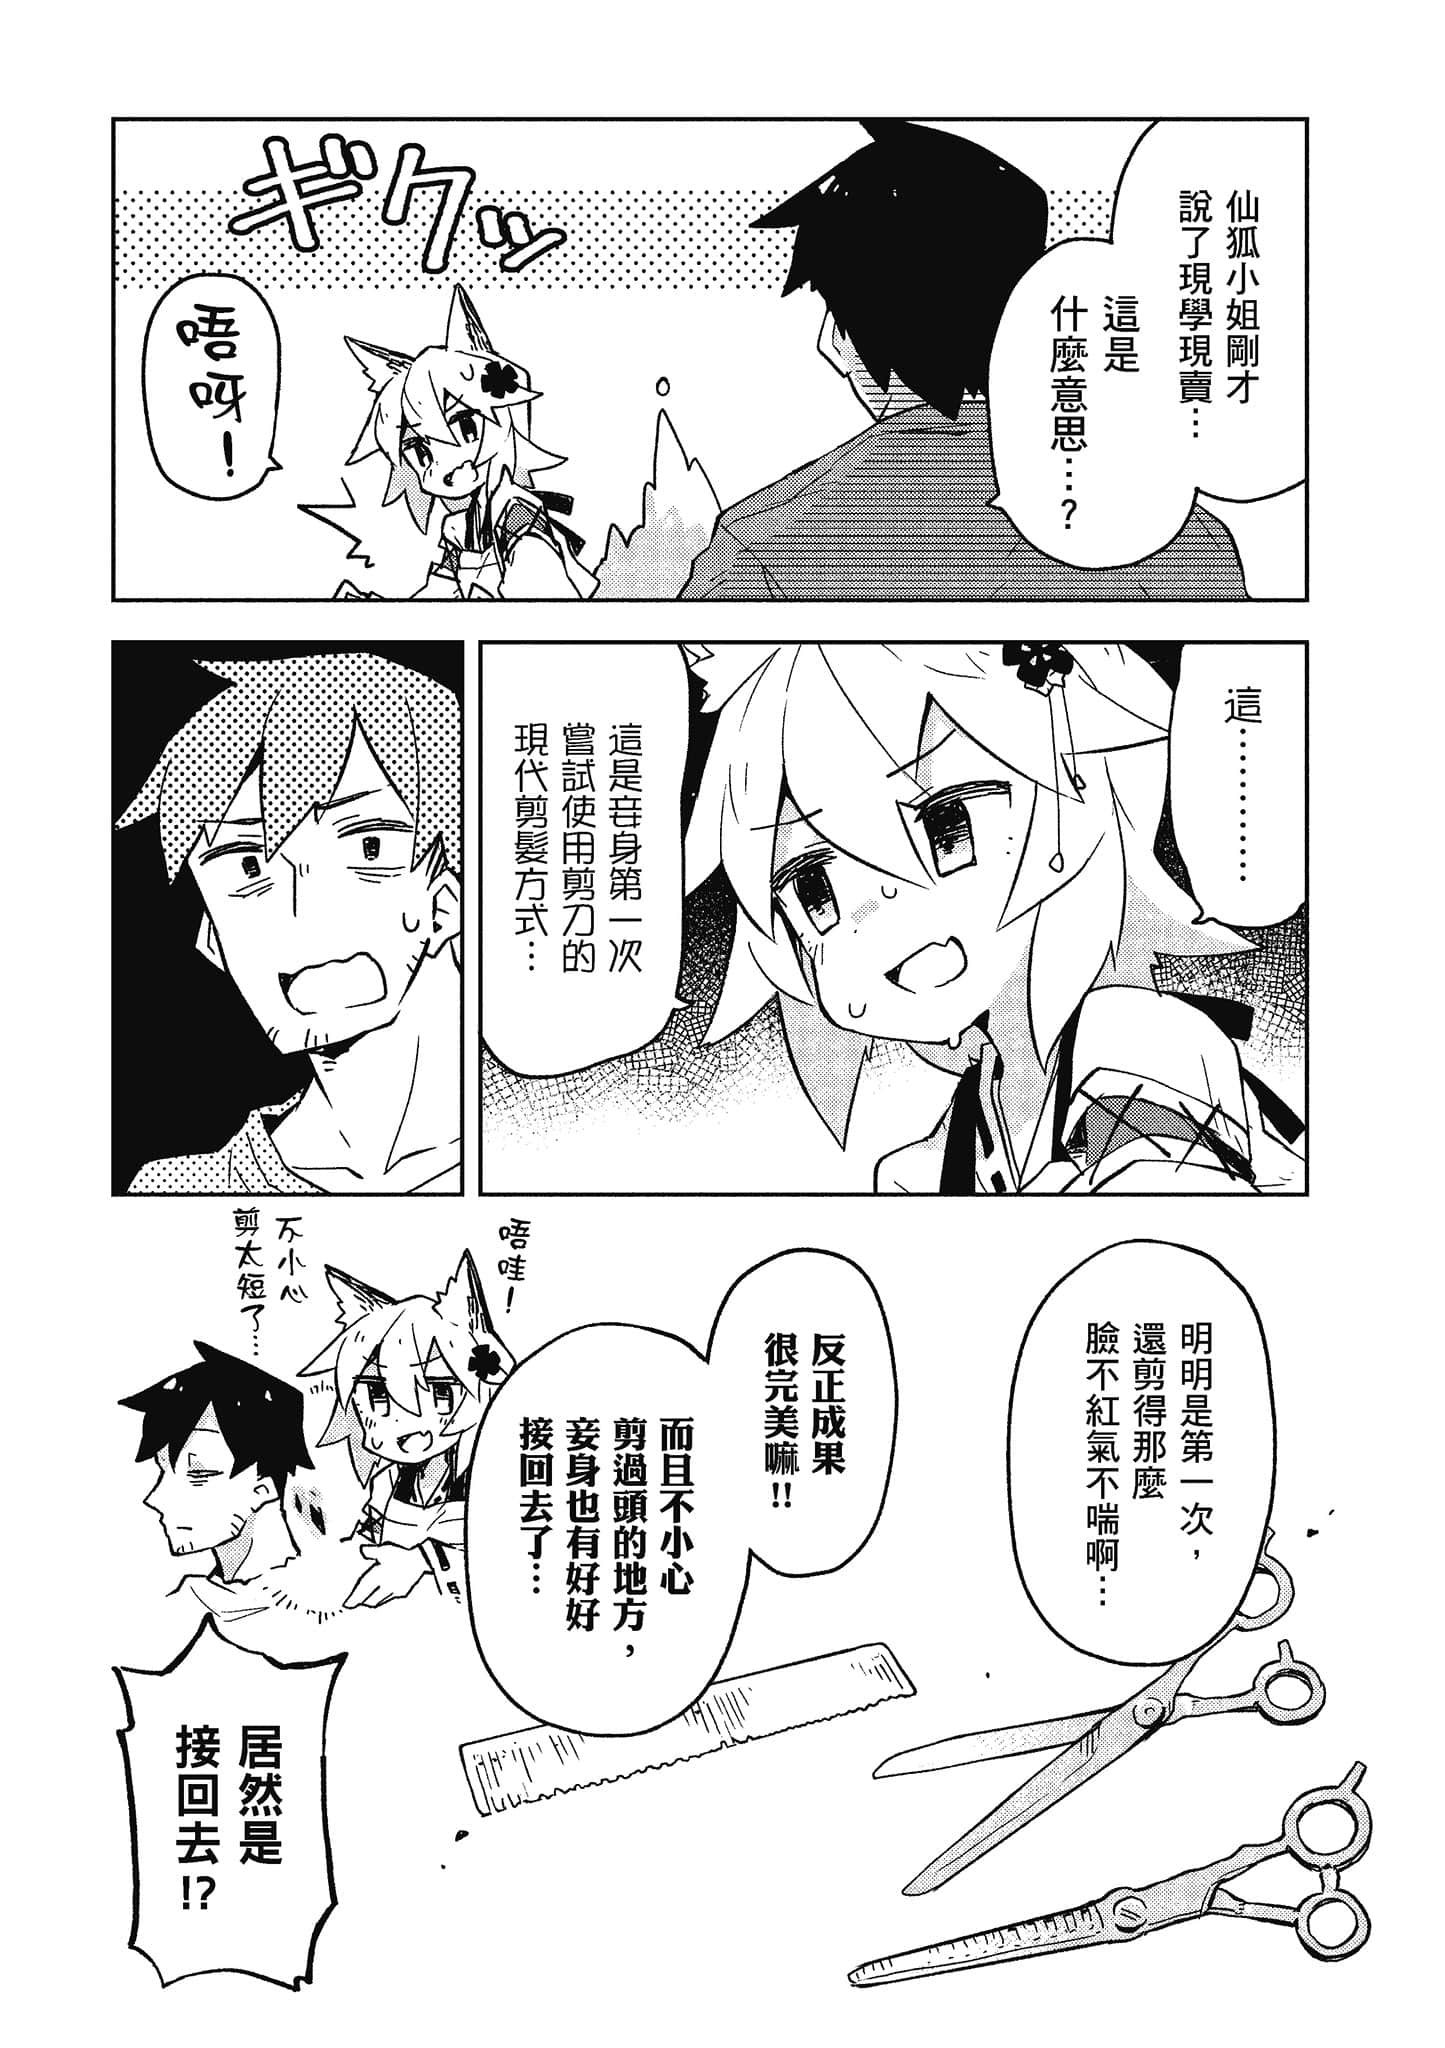 仙狐小姐剛才
說了現學現賣…
這是
什麼意思…?
ギクッ
唔呀!
這…………
這是妾身第一次
嘗試使用剪刀的
現代剪髮方式…
明明是第一次，
還剪得那麼
臉不紅氣不喘啊…
反正成果
很完美嘛!!
而且不小心
剪過頭的地方，
妾身也有好好
接回去了…
唔哇!
不小心
剪太短了…
居然是
接回去!?